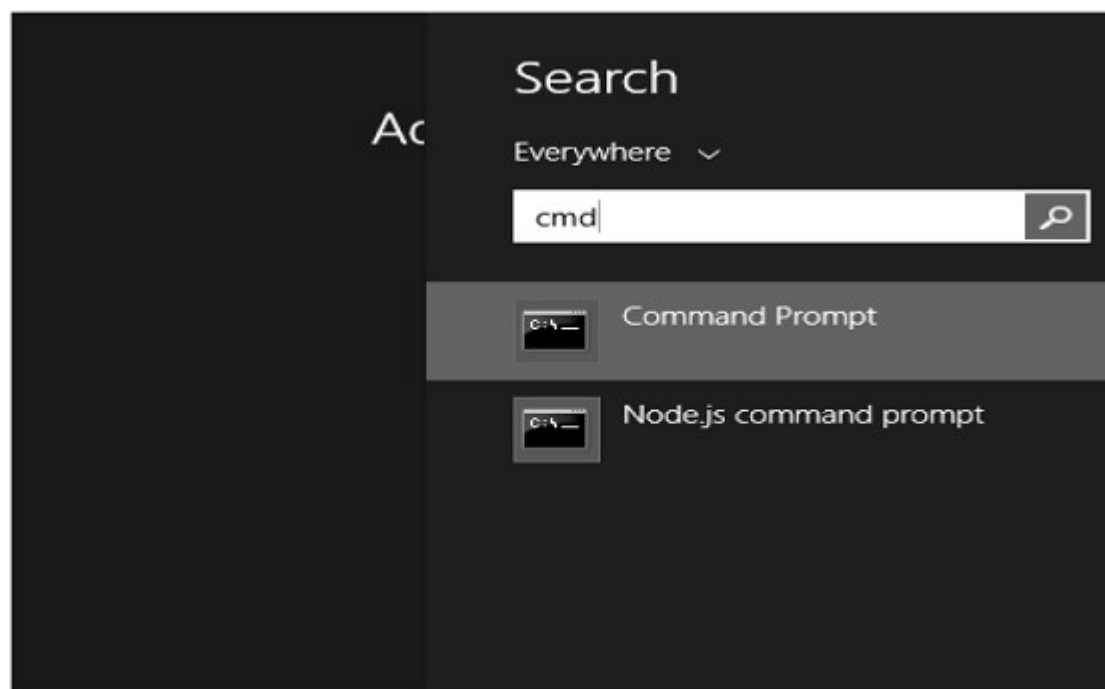 Search
Ac
Everywhere
cmd
Command Prompt
C:\
Node.js command prompt
C:\